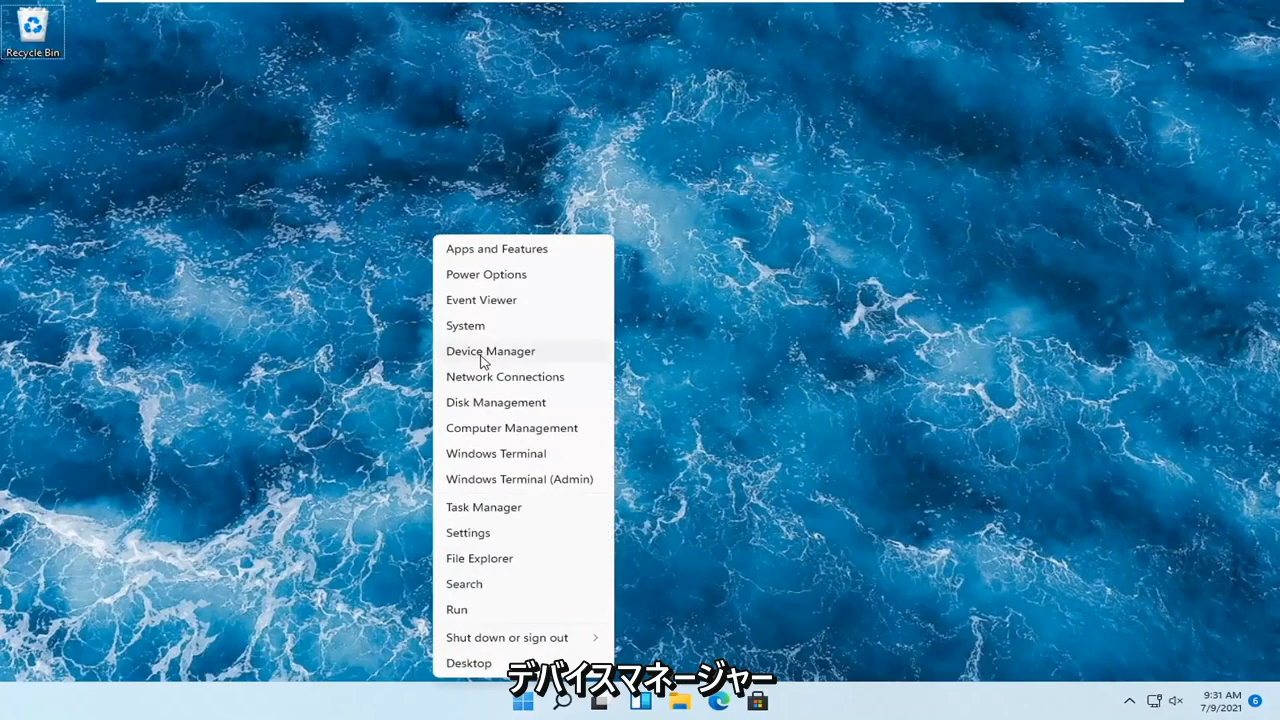 Recycle Bin
Apps and Features
Power Options
Event Viewer
System
Device Manager
Network Connections
Disk Management
Computer Management
Windows Terminal
Windows Terminal (Admin)
Task Manager
Settings
File Explorer
Search
Run
Shut down or sign out
Desktop
デバイスマネージャー
9:31 AM
7/9/2021
6